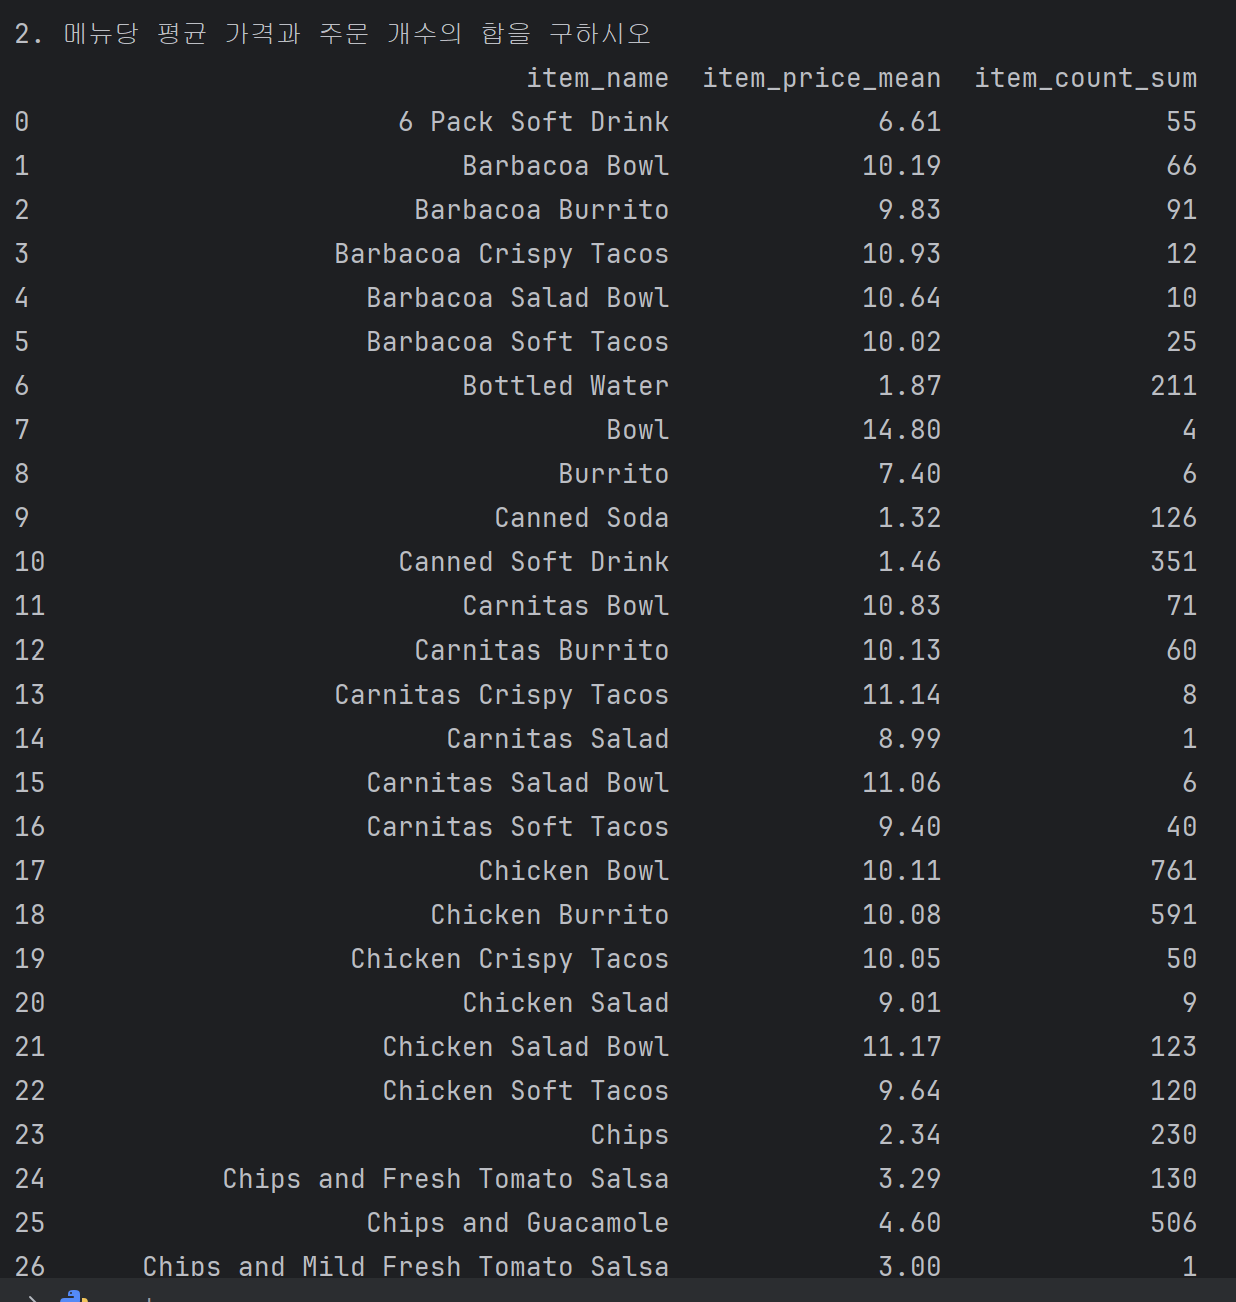 2. 메뉴당 평균 가격과 주문 개수의 합을 구하시오
item_name item_price_mean item_count_sum
0 6 Pack Soft Drink 6.61 55
1 Barbacoa Bowl 10.19 66
2 Barbacoa Burrito 9.83 91
3 Barbacoa Crispy Tacos 10.93 12
4 Barbacoa Salad Bowl 10.64 10
5 Barbacoa Soft Tacos 10.02 25
6 Bottled Water 1.87 211
7 Bowl 14.80 4
8 Burrito 7.40 6
9 Canned Soda 1.32 126
10 Canned Soft Drink 1.46 351
11 Carnitas Bowl 10.83 71
12 Carnitas Burrito 10.13 60
13 Carnitas Crispy Tacos 11.14 8
14 Carnitas Salad 8.99 1
15 Carnitas Salad Bowl 11.06 6
16 Carnitas Soft Tacos 9.40 40
17 Chicken Bowl 10.11 761
18 Chicken Burrito 10.08 591
19 Chicken Crispy Tacos 10.05 50
20 Chicken Salad 9.01 9
21 Chicken Salad Bowl 11.17 123
22 Chicken Soft Tacos 9.64 120
23 Chips 2.34 230
24 Chips and Fresh Tomato Salsa 3.29 130
25 Chips and Guacamole 4.60 506
26 Chips and Mild Fresh Tomato Salsa 3.00 1